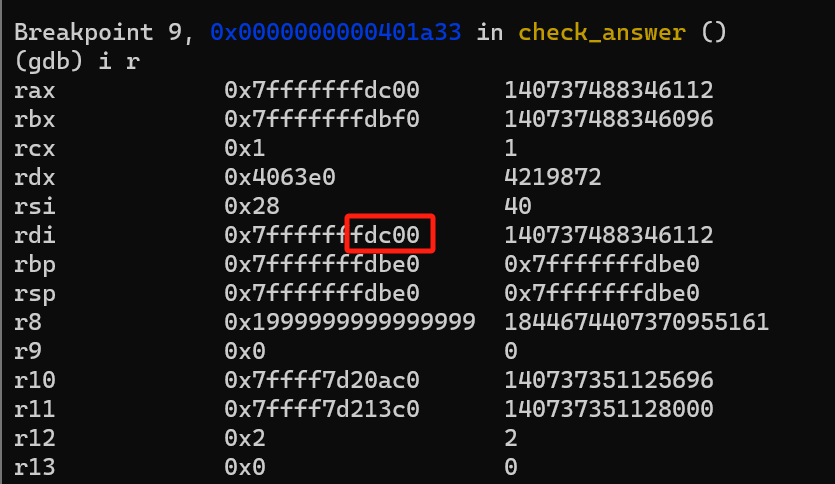 Breakpoint 9, 0x0000000000401a33 in check_answer ()
(gdb) i r
rax 0x7fffffffdc00 140737488346112
rbx 0x7fffffffdbf0 140737488346096
rcx 0x1 1
rdx 0x4063e0 4219872
rsi 0x28 40
rdi 0x7fffffffdc00 140737488346112
rbp 0x7fffffffdbe0 0x7fffffffdbe0
rsp 0x7fffffffdbe0 0x7fffffffdbe0
r8 0x1999999999999999 1844674407370955161
r9 0x0 0
r10 0x7ffff7d20ac0 140737351125696
r11 0x7ffff7d213c0 140737351128000
r12 0x2 2
r13 0x0 0